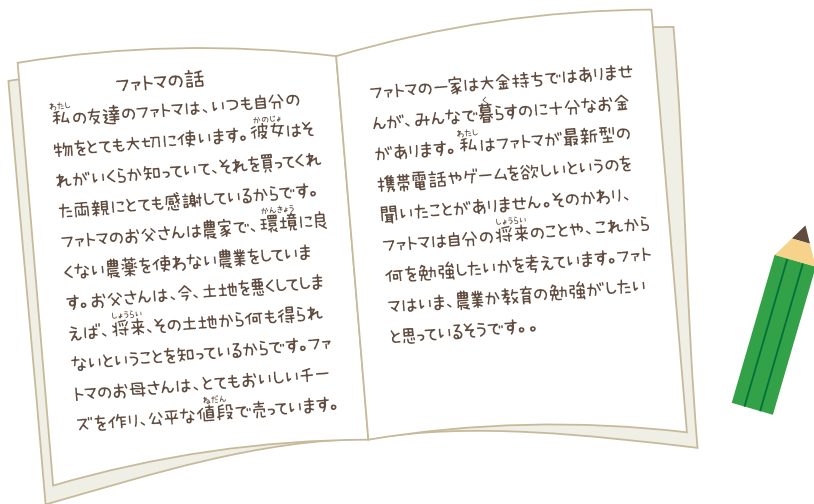 ファトマの話
私の友達のファトマは、いつも自分の
物をとても大切に使います。彼女はそ
れがいくらか知っていて、それを買ってくれ
た両親にとても感謝しているからです。
ファトマのお父さんは農家で、環境に良
くない農薬を使わない農業をしていま
す。お父さんは、今、土地を悪くしてしま
えば、将来、その土地から何も得られ
ないということを知っているからです。ファ
トマのお母さんは、とてもおいしいチー
ズを作り、公平な値段で売っています。
ファトマの一家は大金持ちではありませ
んが、みんなで暮らすのに十分なお金
があります。私はファトマが最新型の
携帯電話やゲームを欲しいというのを
聞いたことがありません。そのかわり、
ファトマは自分の将来のことや、これから
何を勉強したいかを考えています。ファト
マはいま、農業か教育の勉強がしたい
と思っているそうです。。